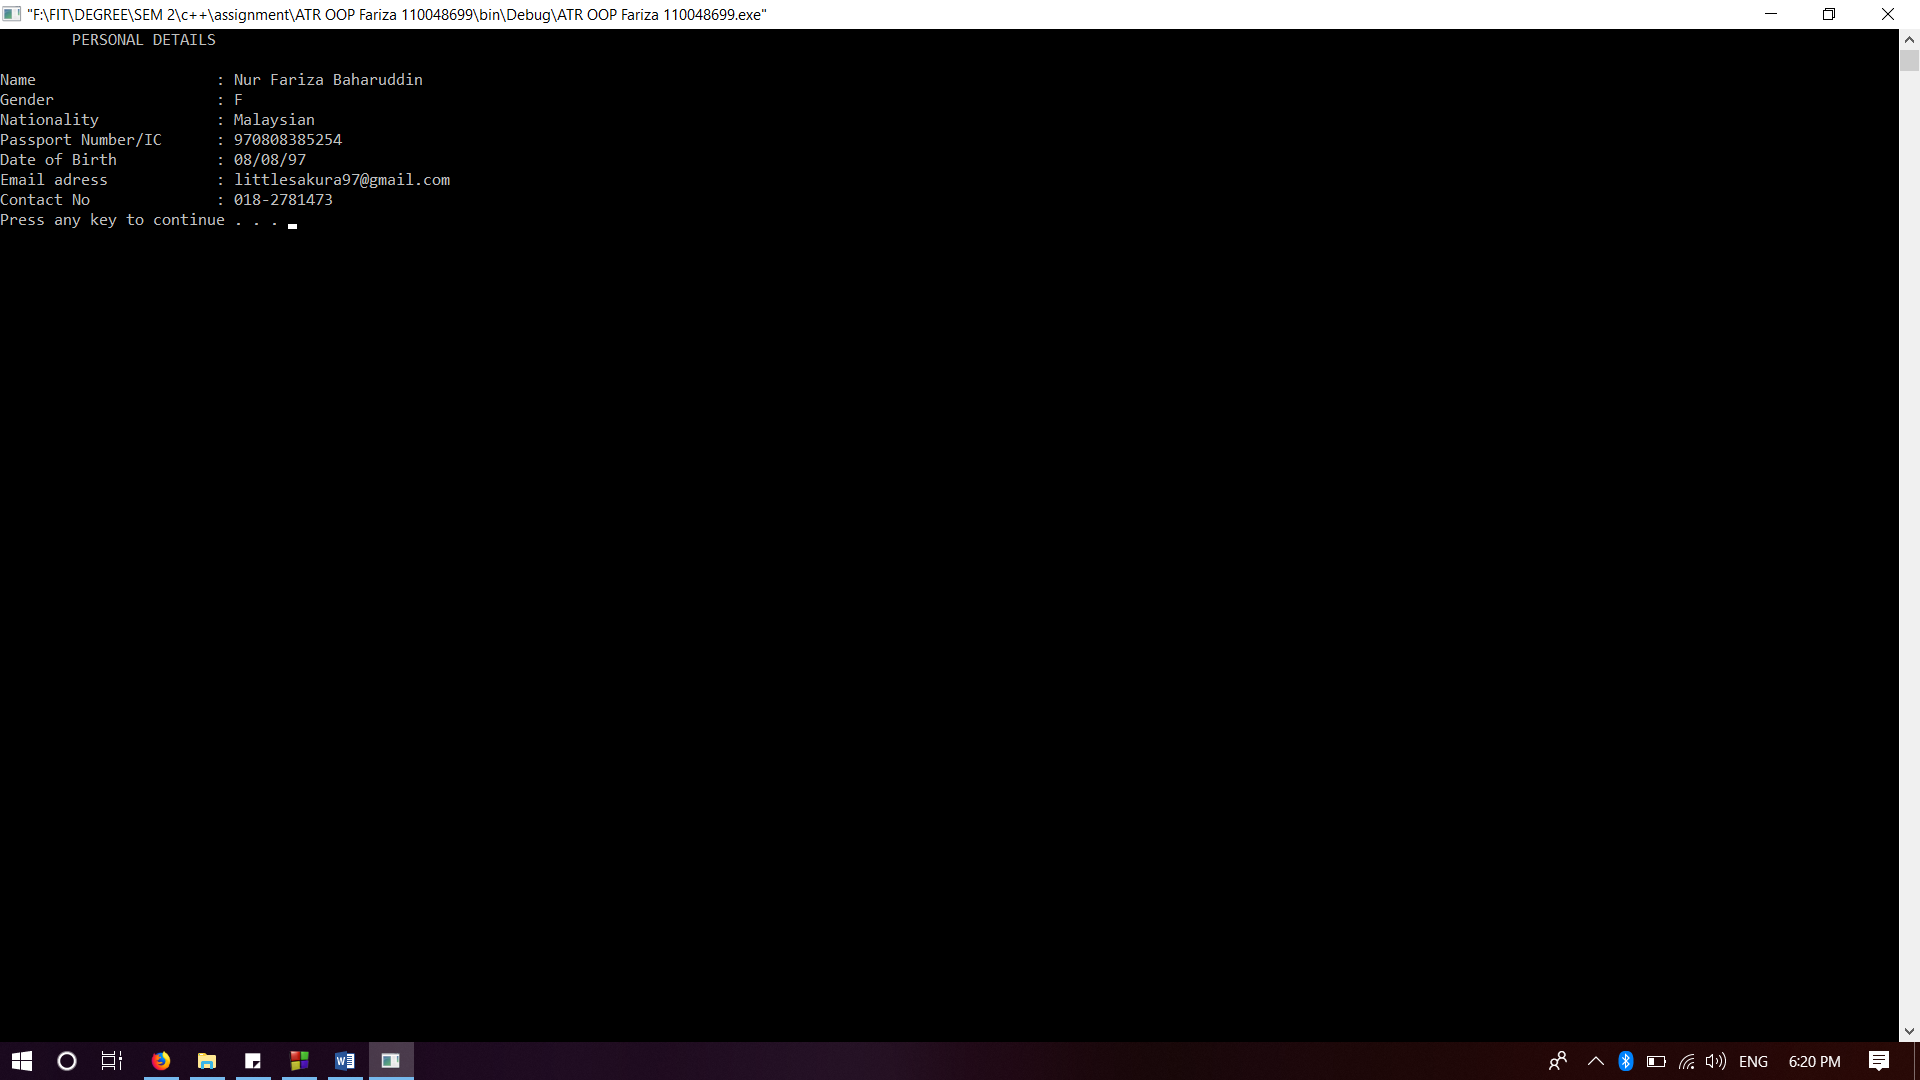 "F:\FIT\DEGREE\SEM 2\c++\assignment\ATR OOP Fariza 110048699\bin\Debug\ATR OOP Fariza 110048699.exe"
PERSONAL DETAILS
Name : Nur Fariza Baharuddin
Gender : F
Nationality : Malaysian
Passport Number/IC : 970808385254
Date of Birth : 08/08/97
Email adress : littlesakura97@gmail.com
Contact No : 018-2781473
Press any key to continue . . .
ENG 6:20 PM